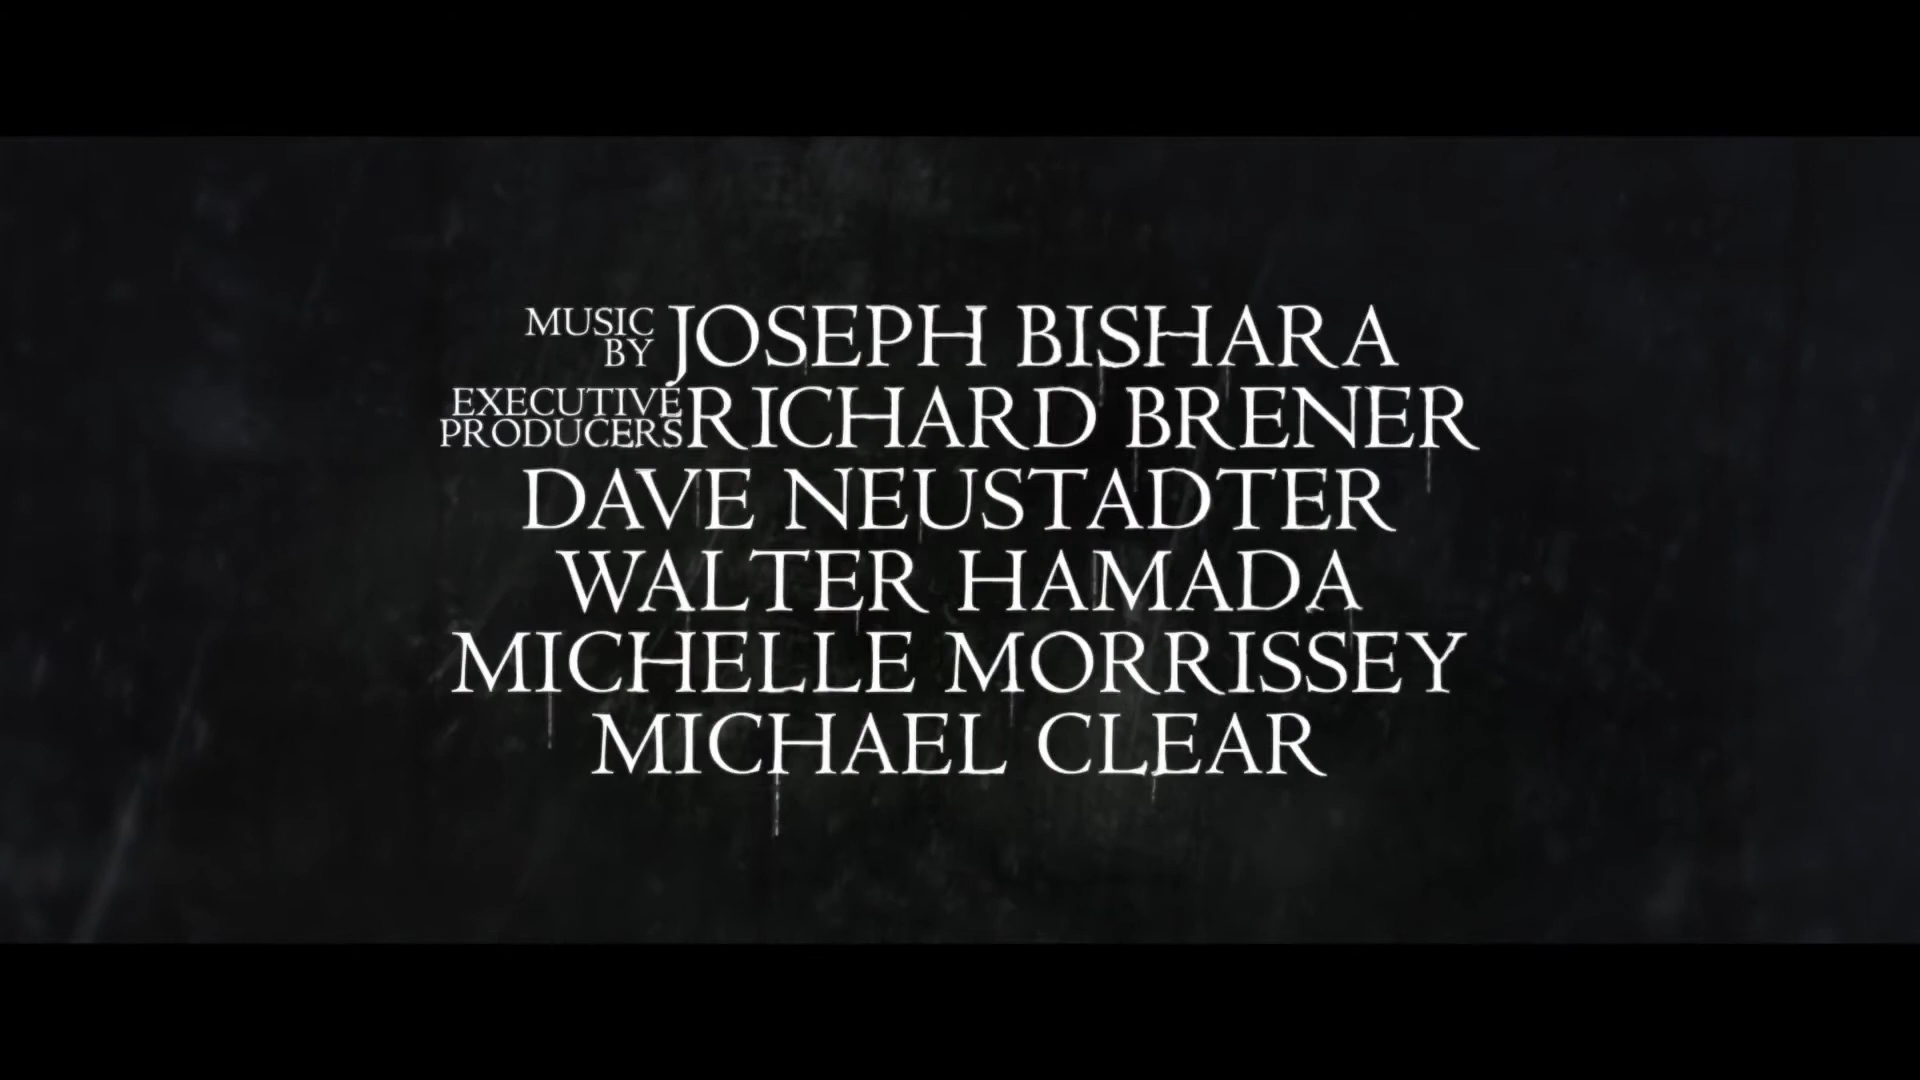 MUSIC BY JOSEPH BISHARA
EXECUTIVE PRODUCERS RICHARD BRENER
DAVE NEUSTADTER
WALTER HAMADA
MICHELLE MORRISSEY
MICHAEL CLEAR